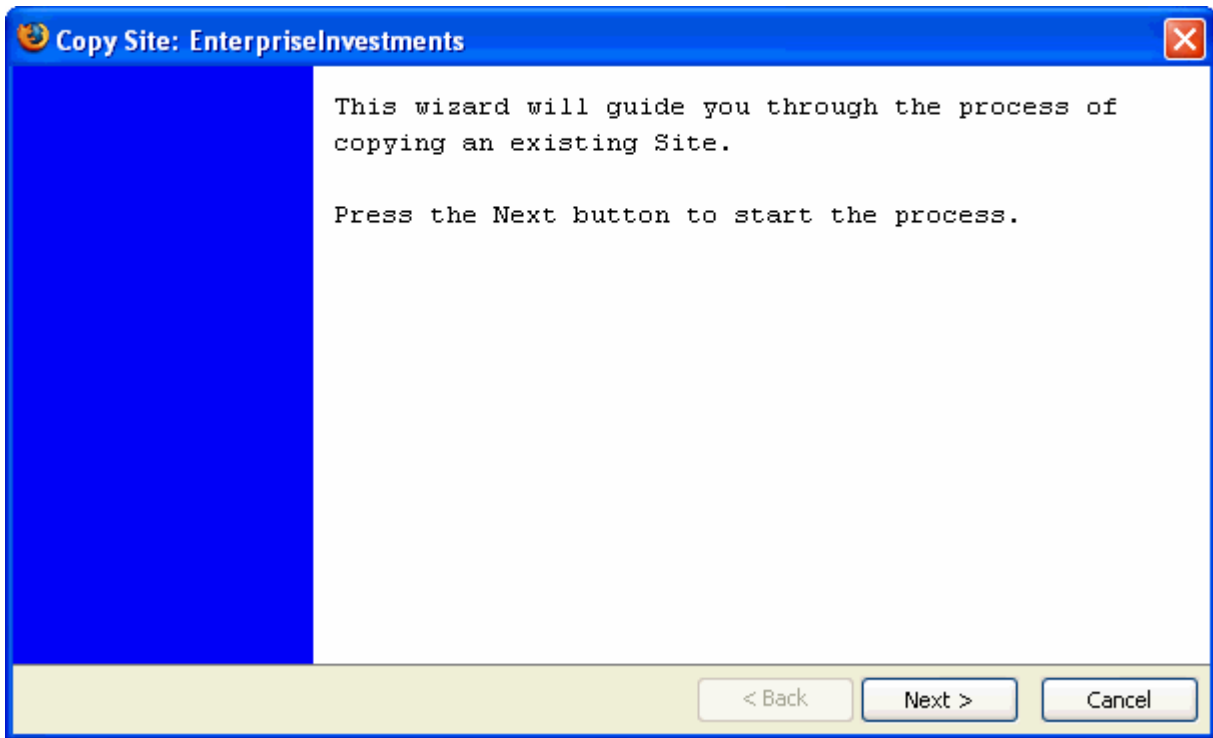 Copy Site: EnterpriseInvestments
This wizard will guide you through the process of
copying an existing Site.
Press the Next button to start the process.
< Back Next > Cancel